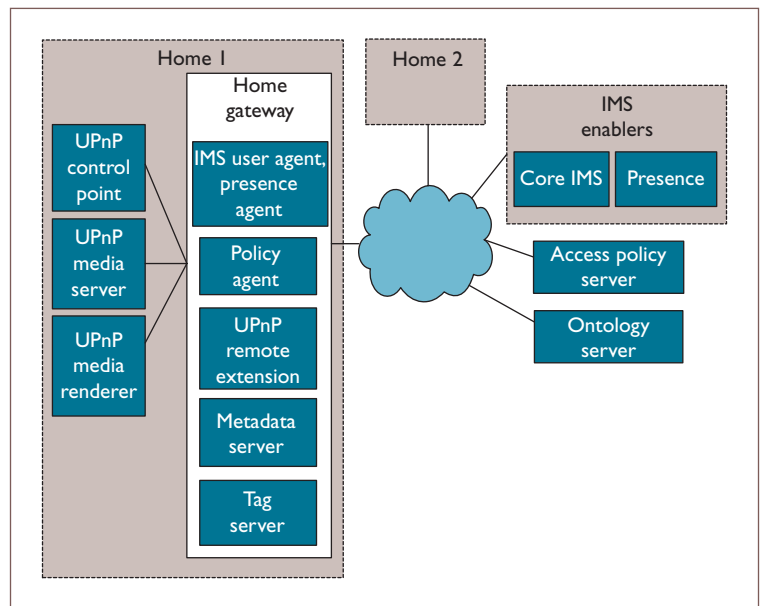 Home 1
Home
gateway
UPnP
control
point
UPnP
media
server
UPnP
media
renderer
IMS user agent,
presence
agent
Policy
agent
UPnP
remote
extension
Metadata
server
Tag
server
Home 2
IMS
enablers
Core IMS
Presence
Access policy
server
Ontology
server